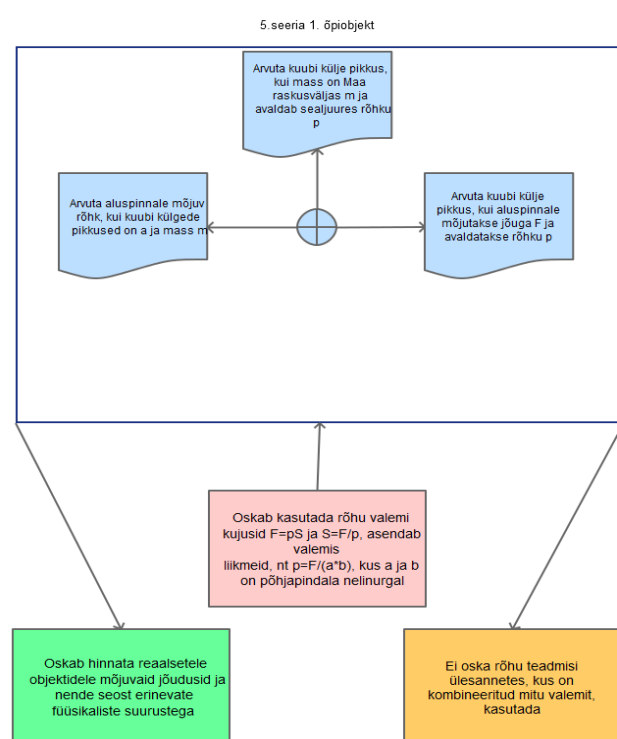 5.seeria 1. õpiobjekt
Arvuta kuubi külje pikkus,
kui mass on Maa
raskusväljas m ja
avaldab sealjuures rõhku
p
Arvuta aluspinnale mõjuv
rõhk, kui kuubi külgede
pikkused on a ja mass m
Arvuta kuubi külje
pikkus, kui aluspinnale
mõjutakse jõuga F ja
avaldatakse rõhku p
Oskab kasutada rõhu valemi
kujusid F=pS ja S=F/p, asendab
valemis
liikmeid, nt p=F/(a*b), kus a ja b
on põhjapindala nelinurgal
Oskab hinnata reaalsetele
objektidele mõjuvaid jõudusid ja
nende seost erinevate
füüsikaliste suurustega
Ei oska rõhu teadmisi
ülesannetes, kus on
kombineeritud mitu valemit,
kasutada